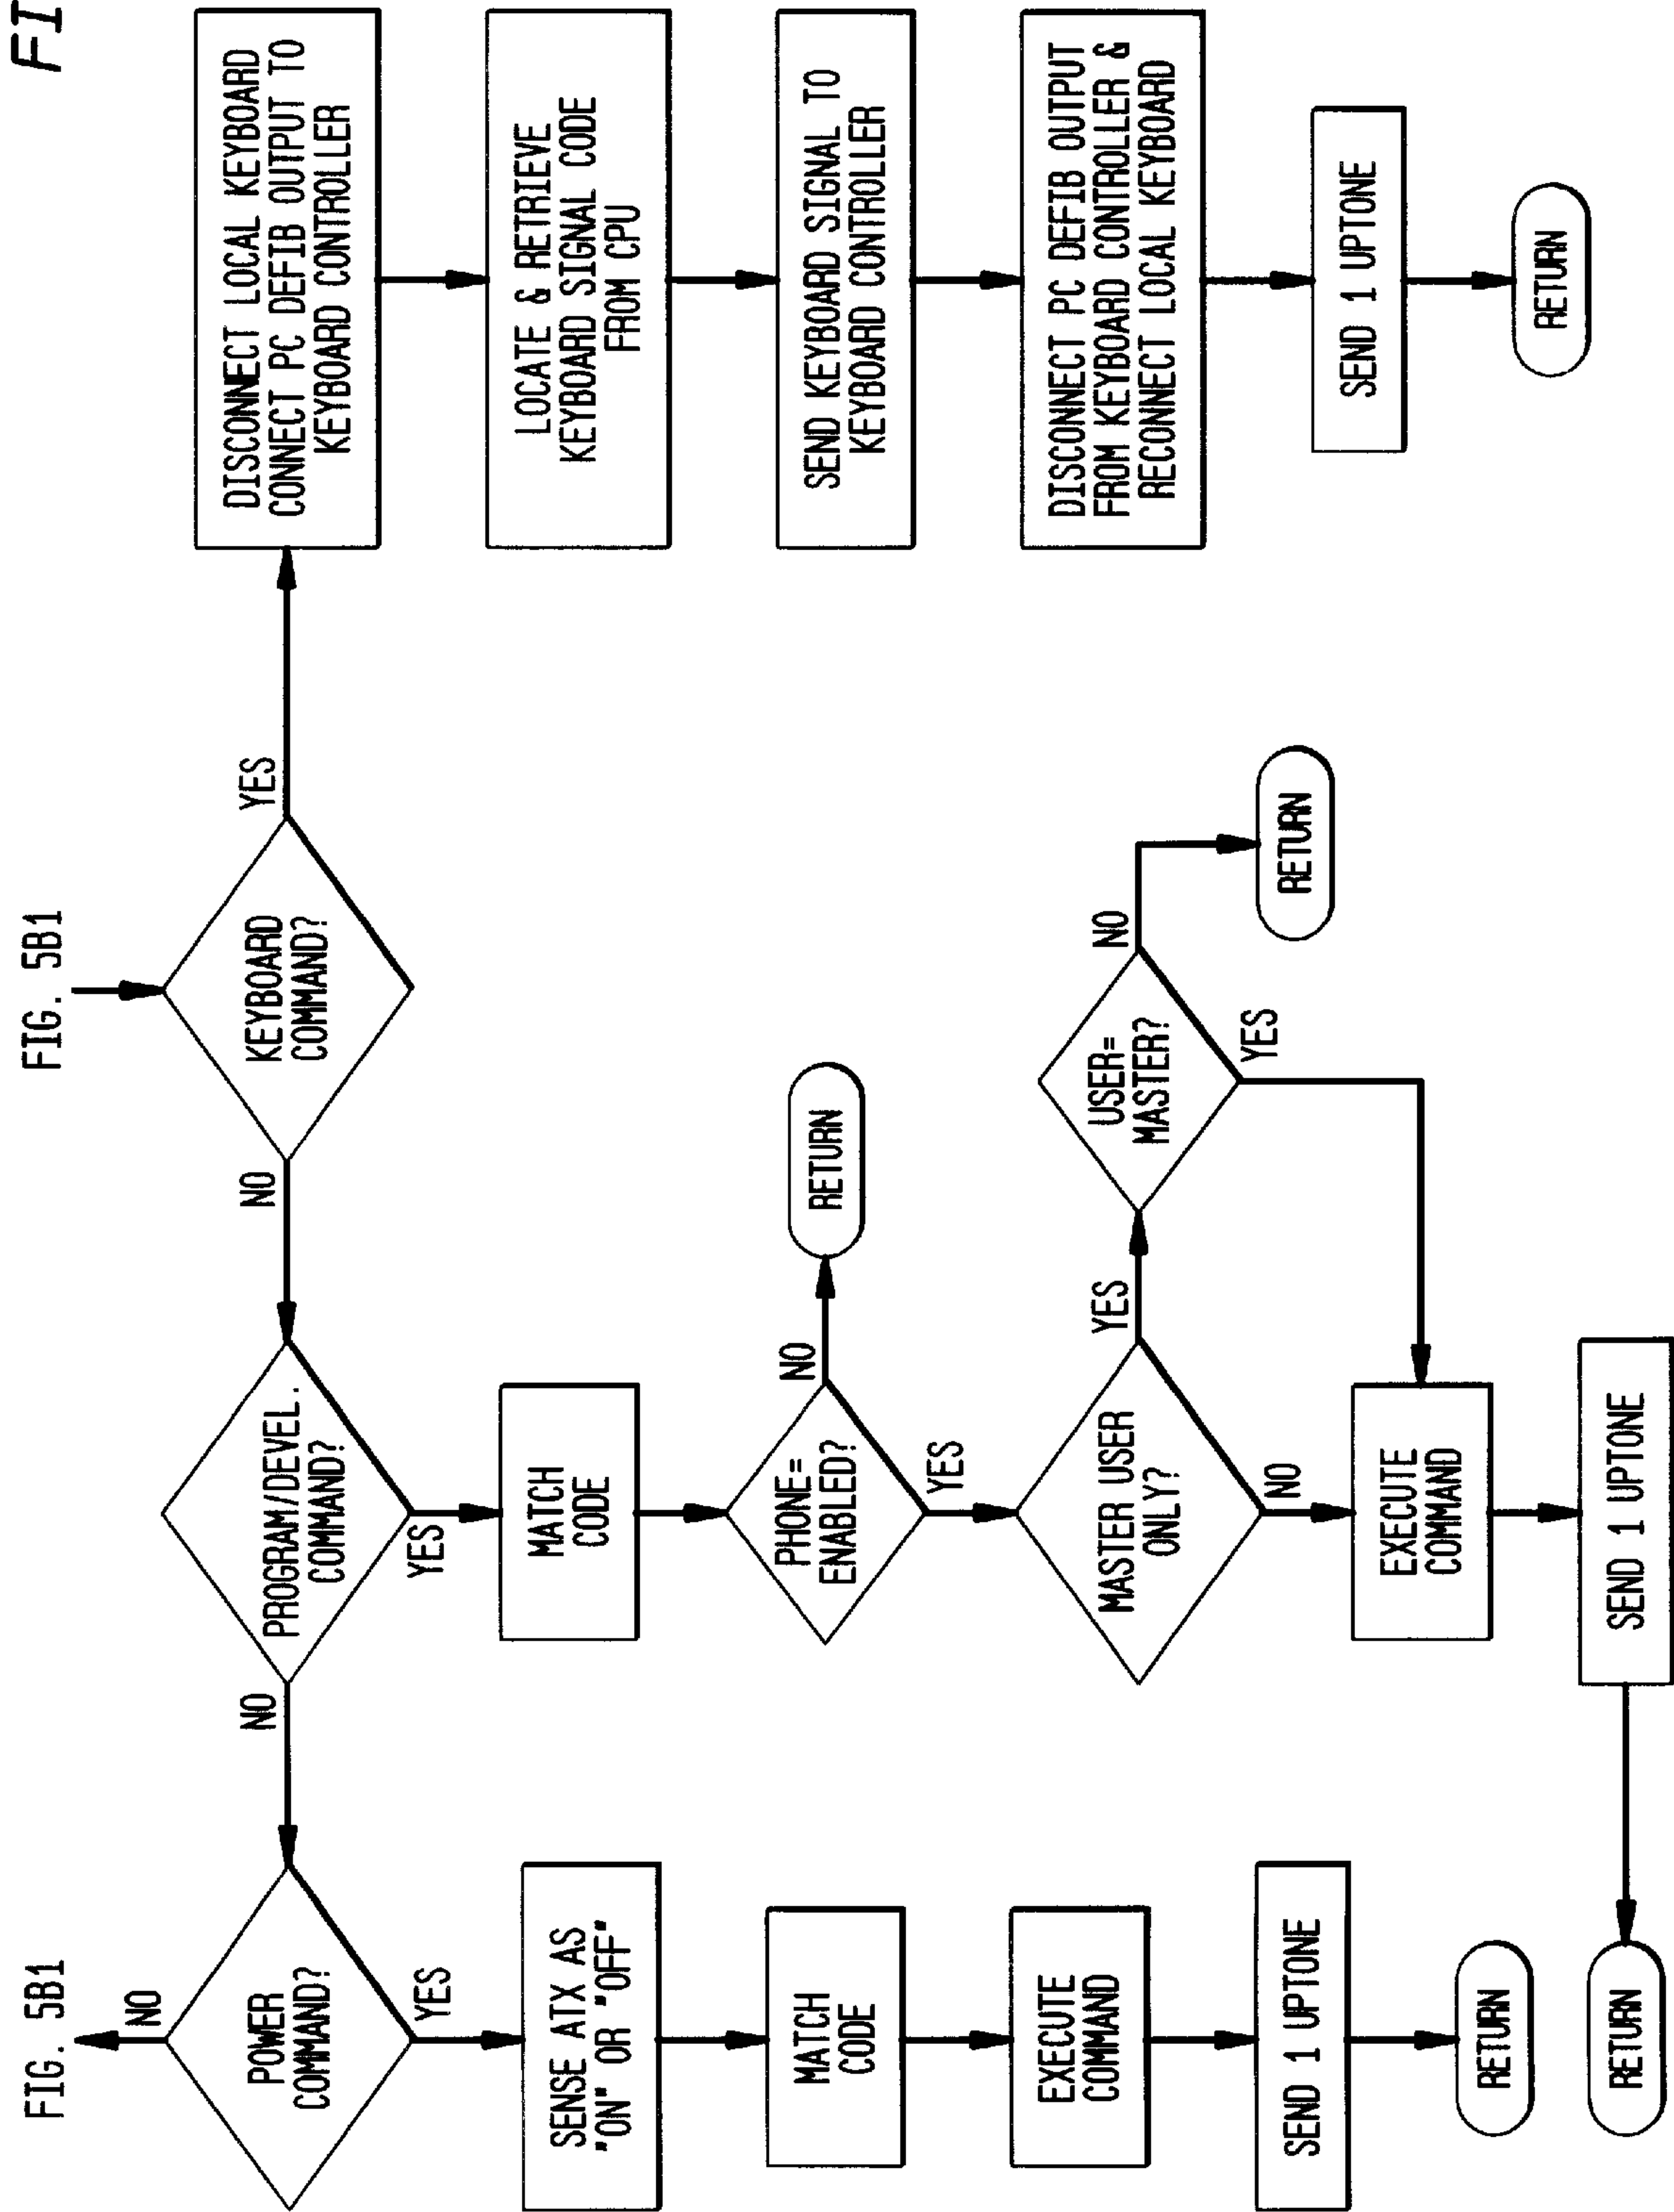 FI
FIG. 5B1
FIG. 5B1
NO
POWER
COMMAND?
YES
SENSE ATX AS
"ON" OR "OFF"
MATCH
CODE
EXECUTE
COMMAND
SEND 1 UPTONE
RETURN
NO
PROGRAM/DEVEL.
COMMAND?
YES
MATCH
CODE
PHONE=
ENABLED?
NO
RETURN
YES
MASTER USER
ONLY?
YES
NO
USER=
MASTER?
NO
RETURN
YES
EXECUTE
COMMAND
SEND 1 UPTONE
RETURN
NO
KEYBOARD
COMMAND?
YES
DISCONNECT LOCAL KEYBOARD
CONNECT PC DEFIB OUTPUT TO
KEYBOARD CONTROLLER
LOCATE & RETRIEVE
KEYBOARD SIGNAL CODE
FROM CPU
SEND KEYBOARD SIGNAL TO
KEYBOARD CONTROLLER
DISCONNECT PC DEFIB OUTPUT
FROM KEYBOARD CONTROLLER &
RECONNECT LOCAL KEYBOARD
SEND 1 UPTONE
RETURN